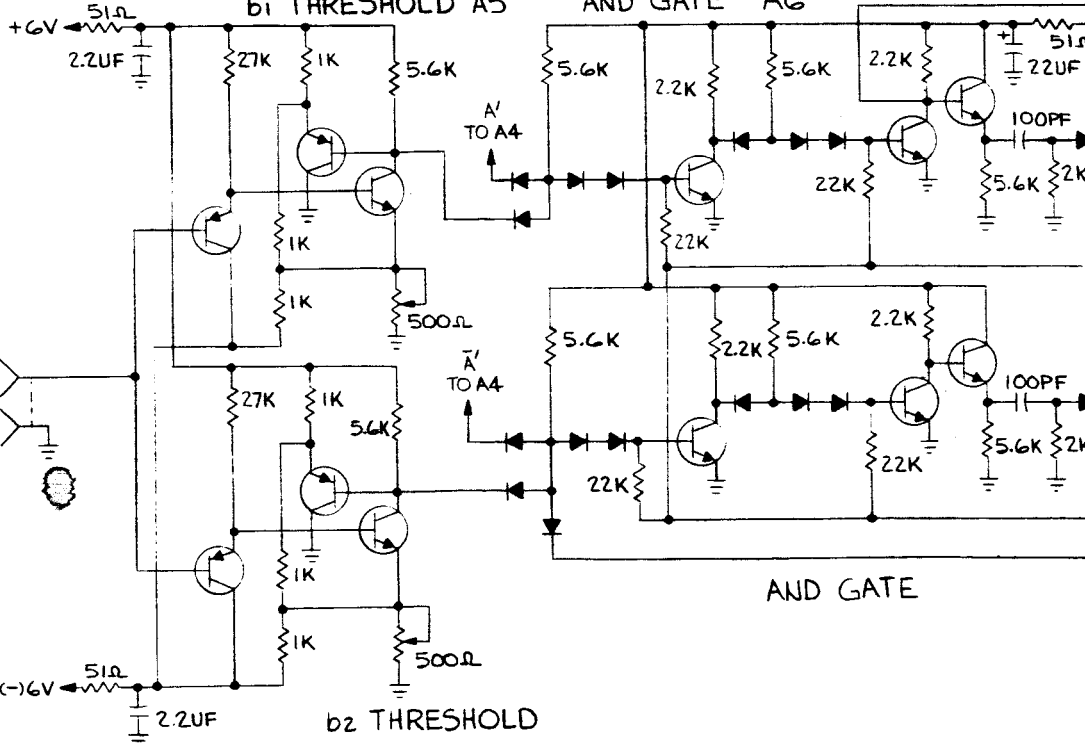 51Ω
b1 THRESHOLD A5
AND GATE A6
+6V
2.2UF
27K
1K
5.6K
5.6K
2.2K
5.6K
2.2K
+
51Ω
22UF
A'
TO A4
100PF
22K
5.6K
2K
1K
22K
1K
500Ω
5.6K
2.2K
5.6K
2.2K
Ā'
TO A4
27K
1K
5.6K
100PF
22K
22K
5.6K
2K
1K
AND GATE
1K
500Ω
51Ω
(-)6V
2.2UF
b2 THRESHOLD